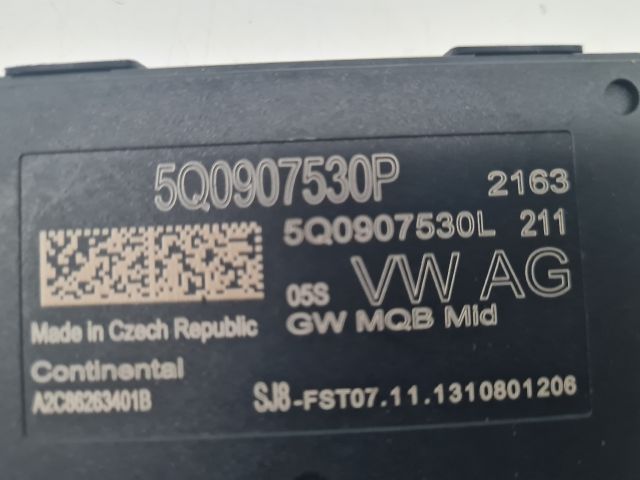 5Q0907530P 2163
5Q0907530L 211
05S VW AG
Made in Czech Republic GW MQB Mid
Continental
A2C86263401B SJ8-FST07.11.1310801206